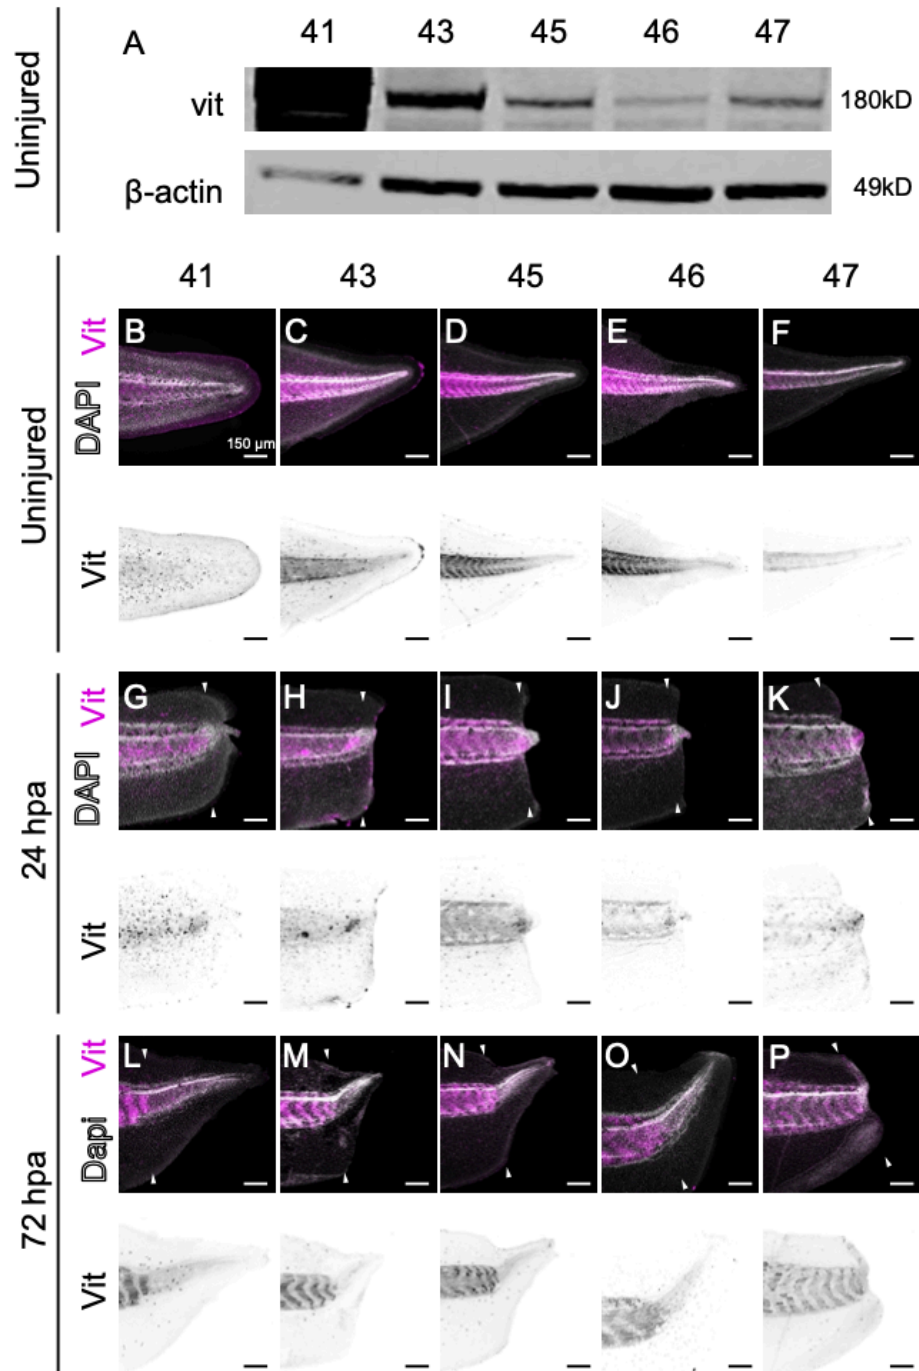 A
41 43 45 46 47
Uninjured
vit
180kD
β-actin
49kD
41 43 45 46 47
Uninjured
DAPI Vit
B C D E F
150 µm
Vit
24 hpa
DAPI Vit
G H I J K
Vit
72 hpa
Dapi Vit
L M N O P
Vit